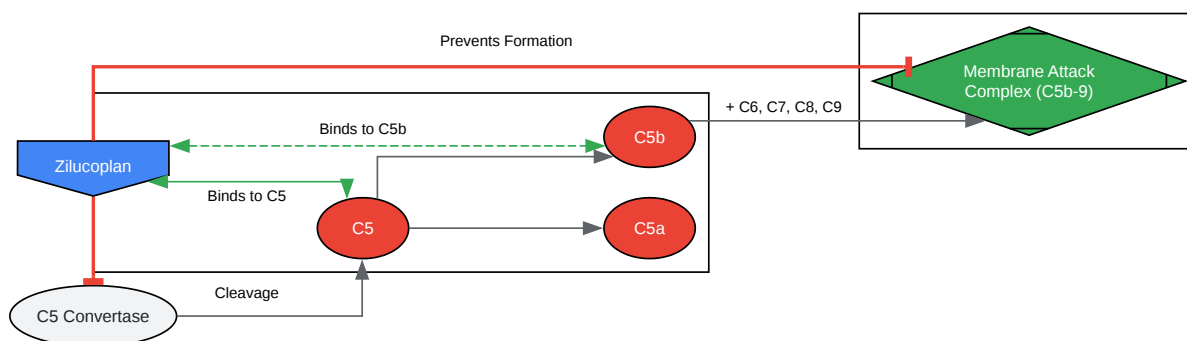 Prevents Formation
Membrane Attack
Complex (C5b-9)
+ C6, C7, C8, C9
Binds to C5b
C5b
Zilucoplan
Binds to C5
C5
C5a
Cleavage
C5 Convertase